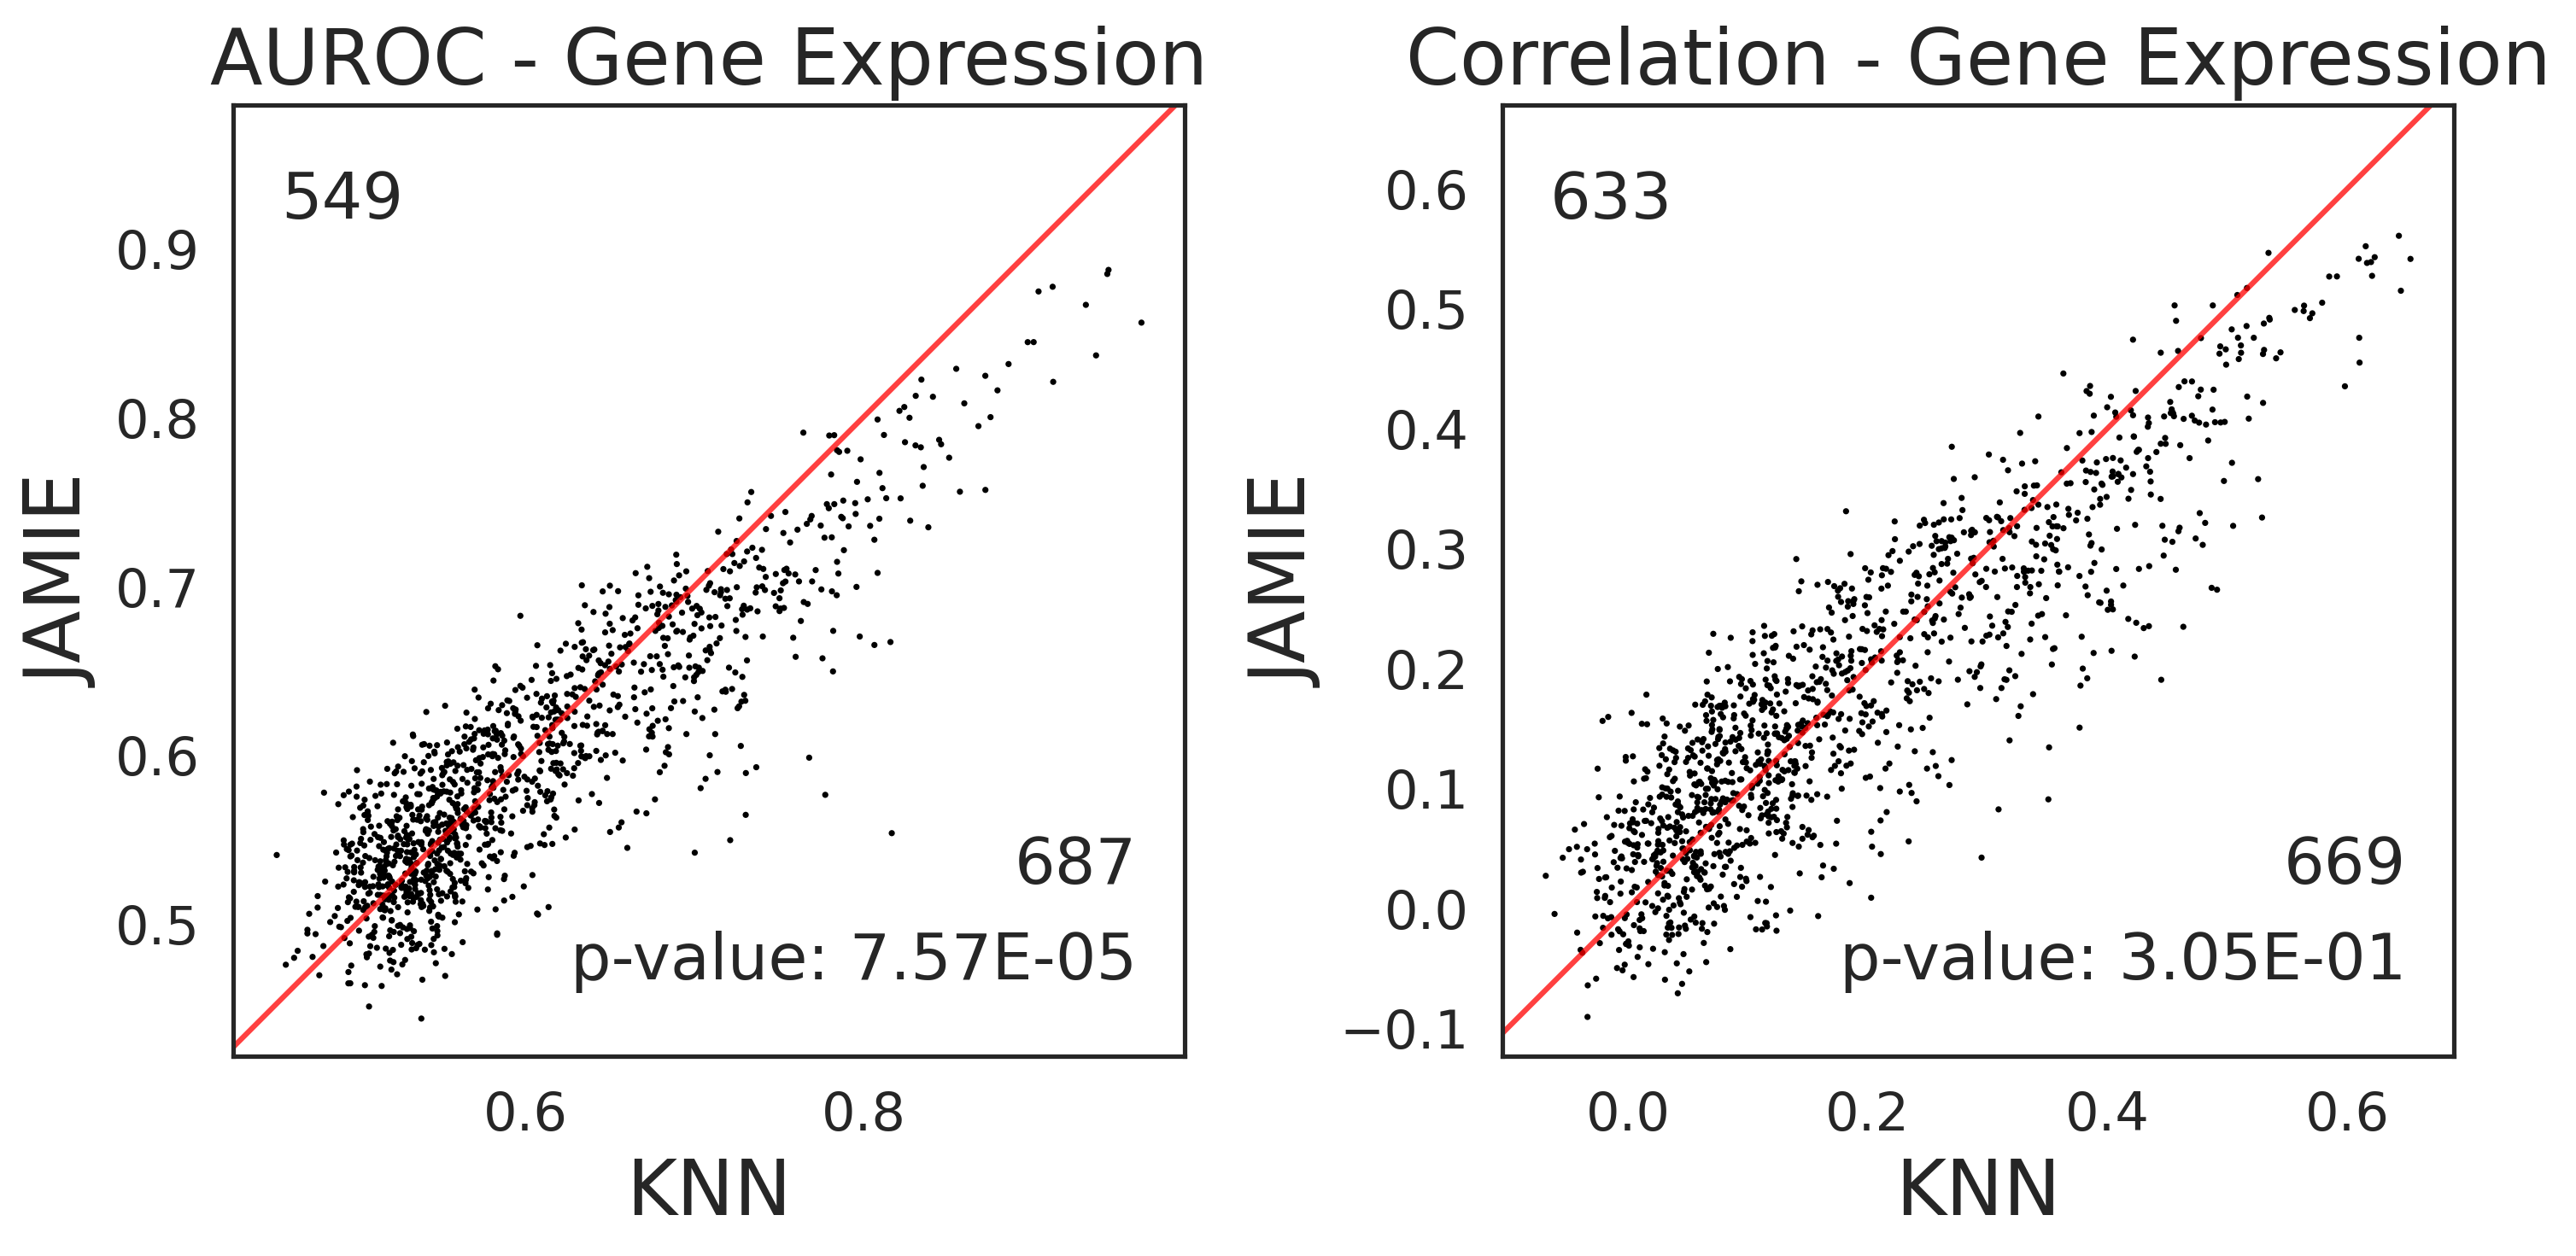 AUROC - Gene Expression
549
0.9
0.8
0.7
0.6
0.5
JAMIE
687
p-value: 7.57E-05
0.6
0.8
KNN
Correlation - Gene Expression
633
0.6
0.5
0.4
0.3
0.2
0.1
0.0
−0.1
JAMIE
669
p-value: 3.05E-01
0.0
0.2
0.4
0.6
KNN